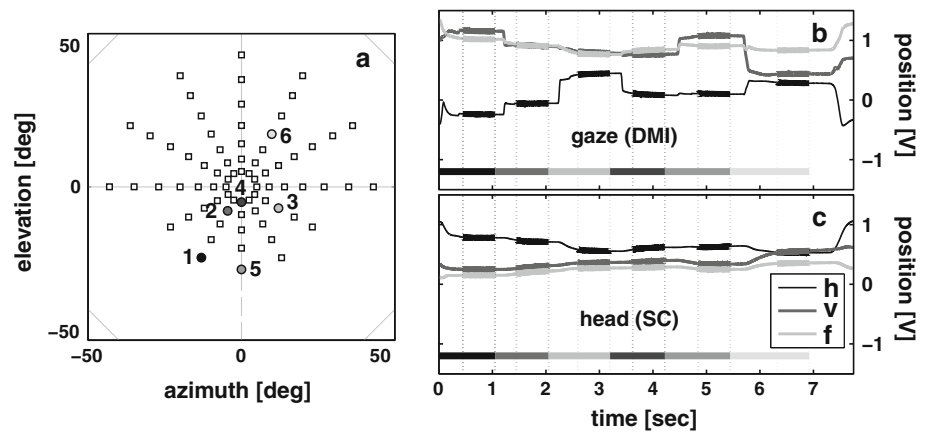 a
50
0
−50
−50
0
50
elevation [deg]
azimuth [deg]
1
2
3
4
5
6
b
gaze (DMI)
1
0
−1
position [V]
c
head (SC)
1
0
−1
position [V]
h
v
f
0 1 2 3 4 5 6 7
time [sec]